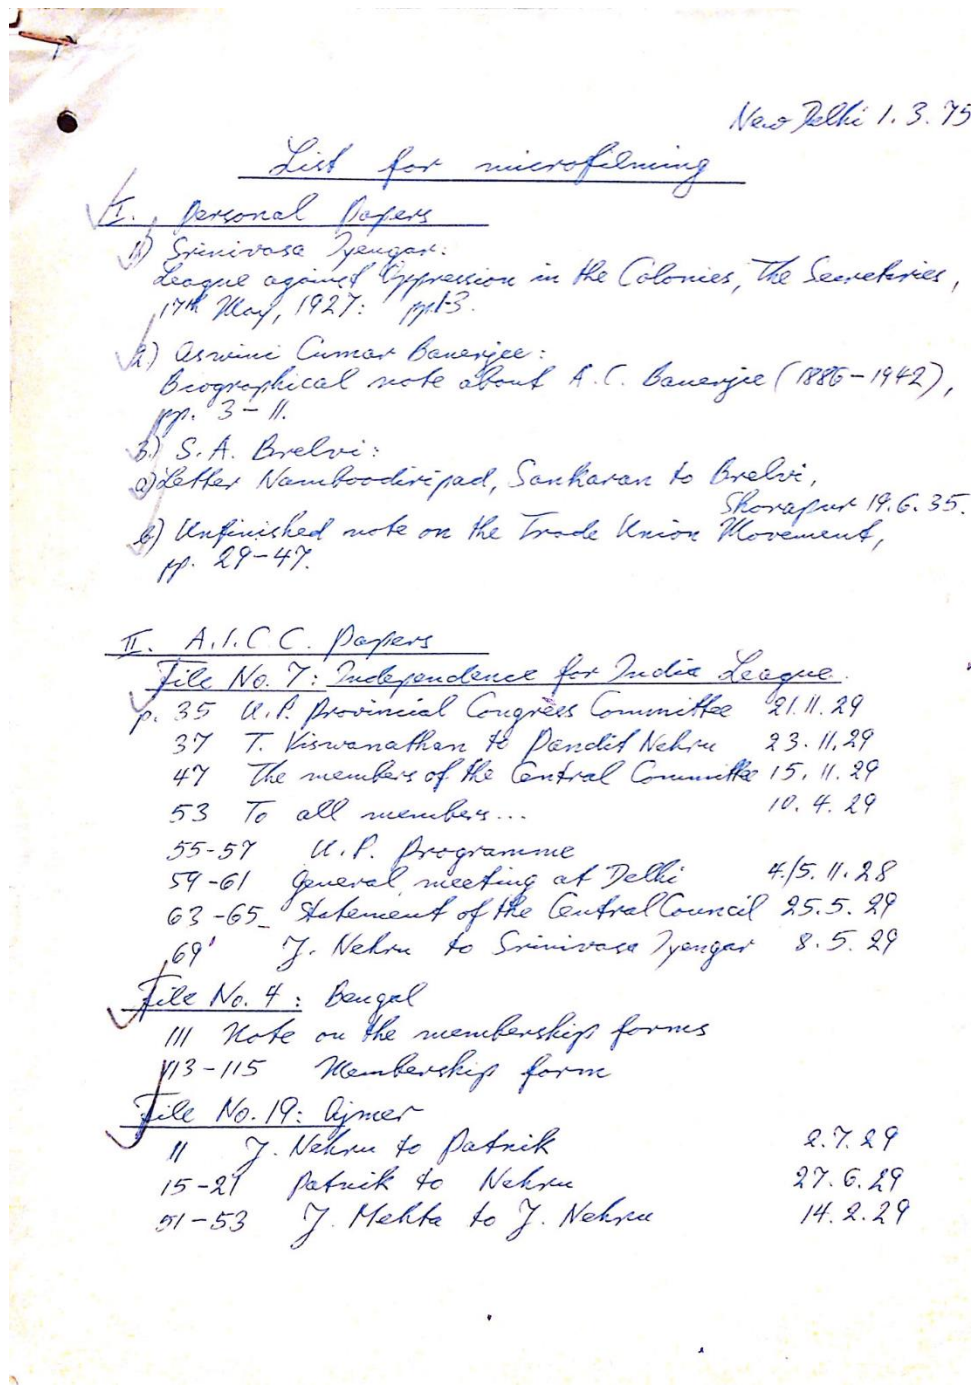 New Delhi 1. 3. 75
List for microfilming
I. Personal Papers
1) Srinivasa Iyengar:
League against Oppression in the Colonies, The Secretaries,
17th May, 1927: pp. 1-3.
2) Aswini Cumar Banerjee:
Biographical note about A. C. Banerjie (1886-1942),
pp. 3-11.
3) S. A. Brelvi:
a) Letter Namboodiripad, Sankaran to Brelvi,
Shorapur 19. 6. 35.
b) Unfinished note on the Trade Union Movement,
pp. 29-47.
II. A.I.C.C. Papers
File No. 7: Independence for India League
p. 35 U.P. Provincial Congress Committee 21. 11. 29
37 T. Viswanathan to Pandit Nehru 23. 11. 29
47 The members of the Central Committee 15. 11. 29
53 To all members... 10. 4. 29
55-57 U.P. Programme
59-61 General meeting at Delhi 4./5. 11. 28
63-65 Statement of the Central Council 25. 5. 29
69 J. Nehru to Srinivasa Iyengar 8. 5. 29
File No. 4: Bengal
111 Note on the membership forms
113-115 Membership form
File No. 19: Ajmer
11 J. Nehru to Patnik 2. 7. 29
15-21 Patnik to Nehru 27. 6. 29
51-53 J. Mehta to J. Nehru 14. 2. 29